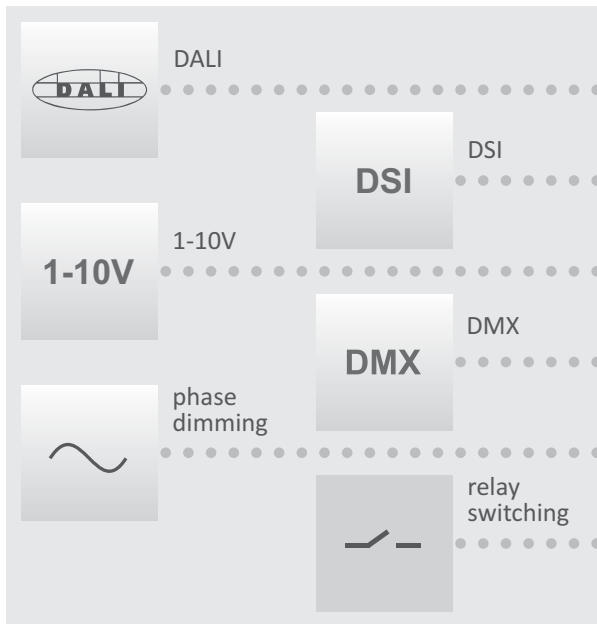 DALI
DALI
DSI
DSI
1-10V
1-10V
DMX
DMX
phase
dimming
relay
switching